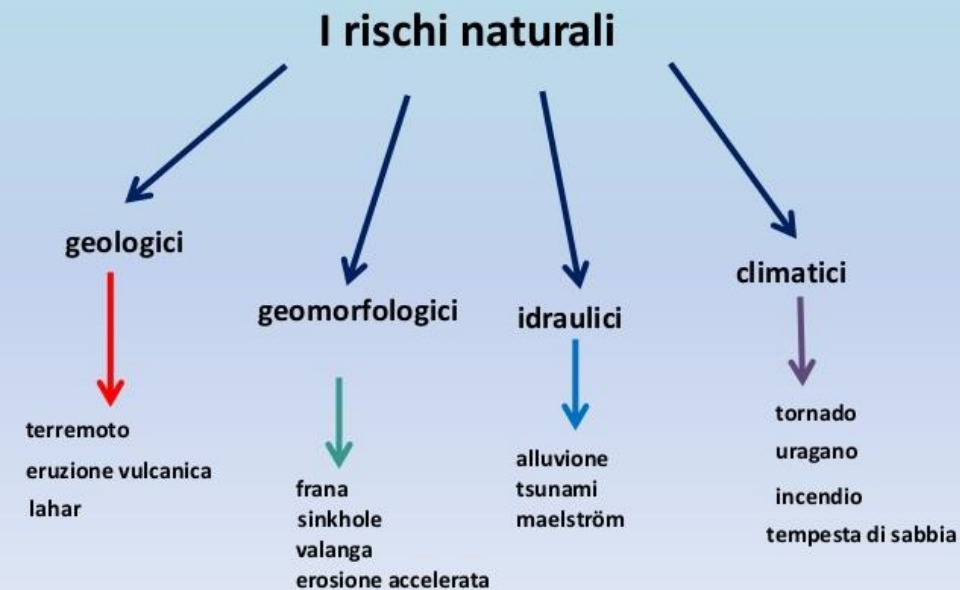 I rischi naturali
geologici
terremoto
eruzione vulcanica
lahar
geomorfologici
frana
sinkhole
valanga
erosione accelerata
idraulici
alluvione
tsunami
maelström
climatici
tornado
uragano
incendio
tempesta di sabbia